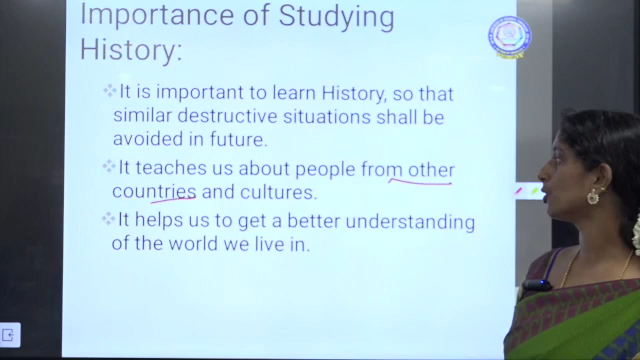 Importance of Studying
History:
It is important to learn History, so that
similar destructive situations shall be
avoided in future.
It teaches us about people from other
countries and cultures.
It helps us to get a better understanding
of the world we live in.